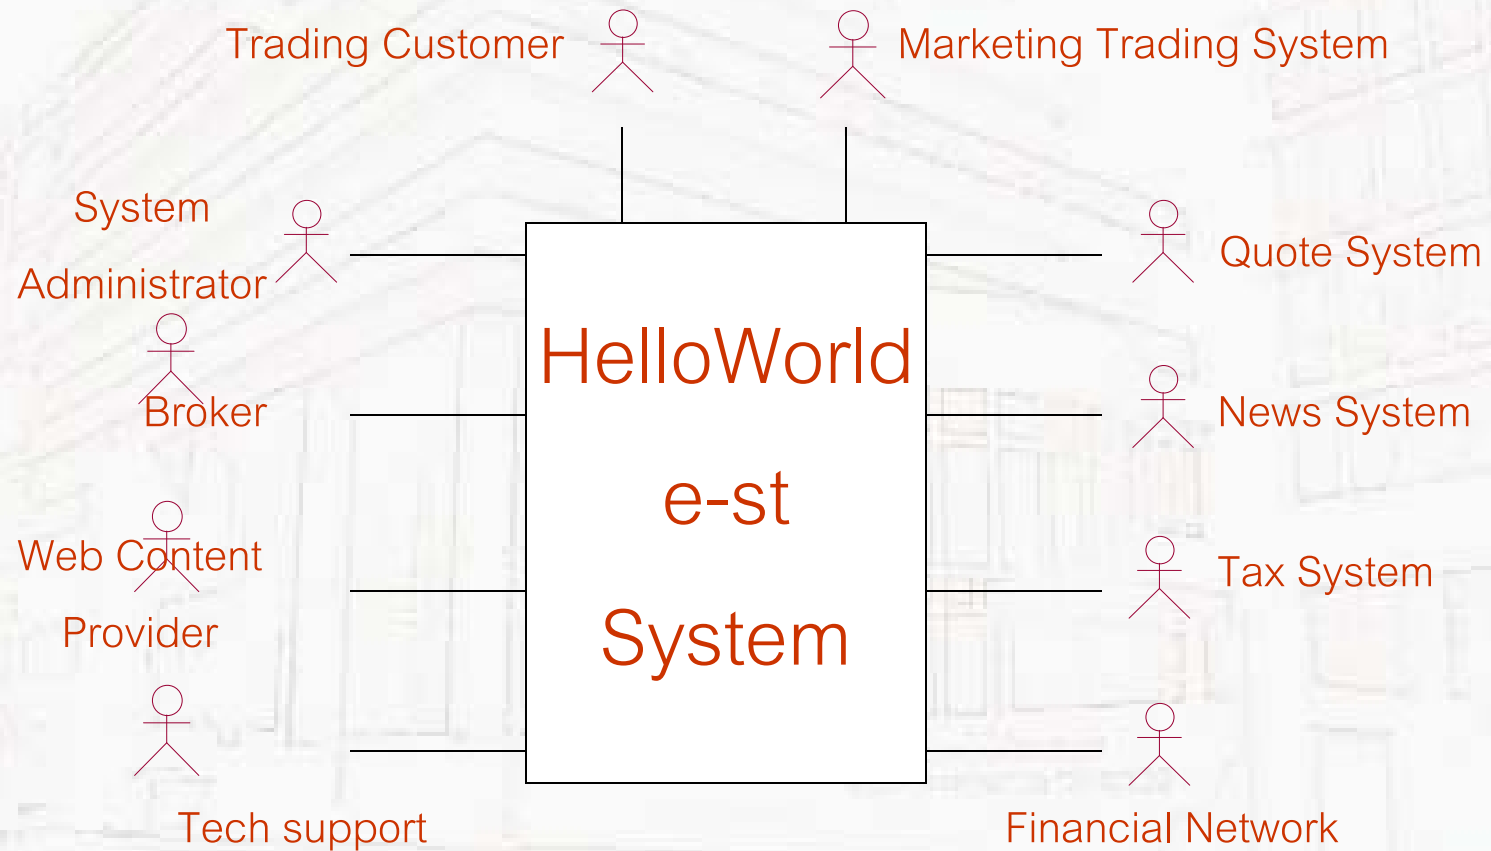 Trading Customer
Marketing Trading System
System
Administrator
Broker
Web Content
Provider
Tech support
HelloWorld
e-st
System
Quote System
News System
Tax System
Financial Network